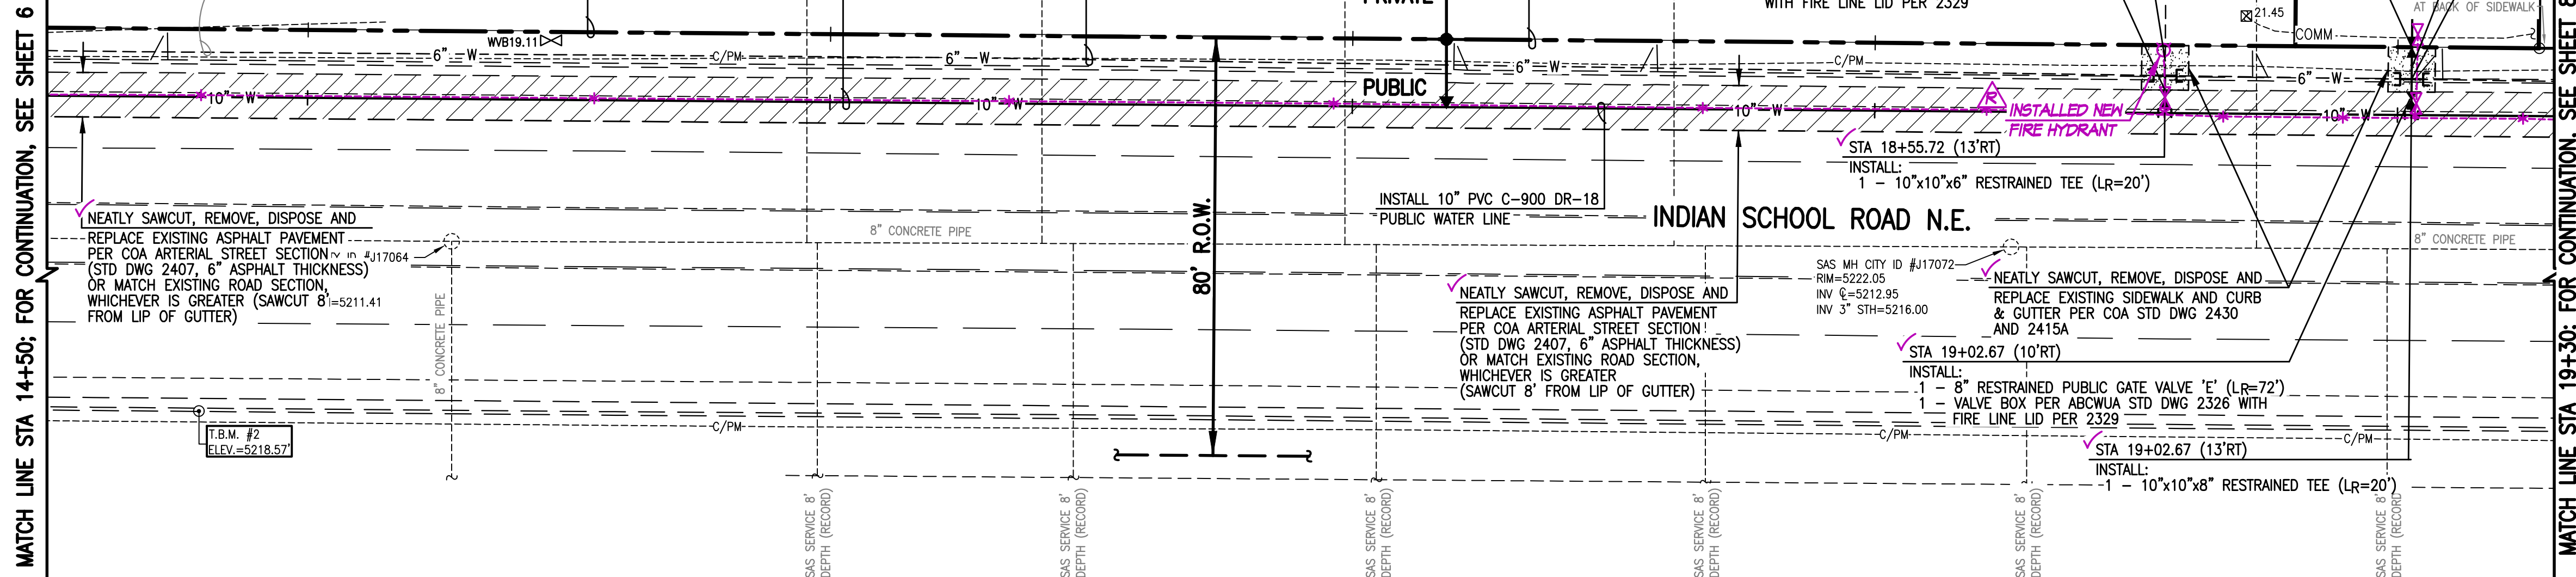 MATCH LINE STA 14+50; FOR CONTINUATION, SEE SHEET 6
WVB19.11
6"-W
C/PM
6"-W
PRIVATE
PUBLIC
6"-W
WITH FIRE LINE LID PER 2329
C/PM
21.45
COMM
AT BACK OF SIDEWALK
6"-W
10"-W
10"-W
10"-W
10"-W
R
INSTALLED NEW
FIRE HYDRANT
STA 18+55.72 (13'RT)
INSTALL:
1 - 10"x10"x6" RESTRAINED TEE (LR=20')
NEATLY SAWCUT, REMOVE, DISPOSE AND
REPLACE EXISTING ASPHALT PAVEMENT
PER COA ARTERIAL STREET SECTION
(STD DWG 2407, 6" ASPHALT THICKNESS)
OR MATCH EXISTING ROAD SECTION,
WHICHEVER IS GREATER (SAWCUT 8'
FROM LIP OF GUTTER)
ID #J17064
=5211.41
8" CONCRETE PIPE
8" CONCRETE PIPE
80' R.O.W.
INSTALL 10" PVC C-900 DR-18
PUBLIC WATER LINE
INDIAN SCHOOL ROAD N.E.
8" CONCRETE PIPE
NEATLY SAWCUT, REMOVE, DISPOSE AND
REPLACE EXISTING ASPHALT PAVEMENT
PER COA ARTERIAL STREET SECTION
(STD DWG 2407, 6" ASPHALT THICKNESS)
OR MATCH EXISTING ROAD SECTION,
WHICHEVER IS GREATER
(SAWCUT 8' FROM LIP OF GUTTER)
SAS MH CITY ID #J17072
RIM=5222.05
INV ℄=5212.95
INV 3" STH=5216.00
NEATLY SAWCUT, REMOVE, DISPOSE AND
REPLACE EXISTING SIDEWALK AND CURB
& GUTTER PER COA STD DWG 2430
AND 2415A
STA 19+02.67 (10'RT)
INSTALL:
1 - 8" RESTRAINED PUBLIC GATE VALVE 'E' (LR=72')
1 - VALVE BOX PER ABCWUA STD DWG 2326 WITH
FIRE LINE LID PER 2329
STA 19+02.67 (13'RT)
INSTALL:
1 - 10"x10"x8" RESTRAINED TEE (LR=20')
T.B.M. #2
ELEV.=5218.57'
C/PM
C/PM
C/PM
SAS SERVICE 8'
DEPTH (RECORD)
SAS SERVICE 8'
DEPTH (RECORD)
SAS SERVICE 8'
DEPTH (RECORD)
SAS SERVICE 8'
DEPTH (RECORD)
SAS SERVICE 8'
DEPTH (RECORD)
SAS SERVICE 8'
DEPTH (RECORD)
MATCH LINE STA 19+30; FOR CONTINUATION, SEE SHEET 8